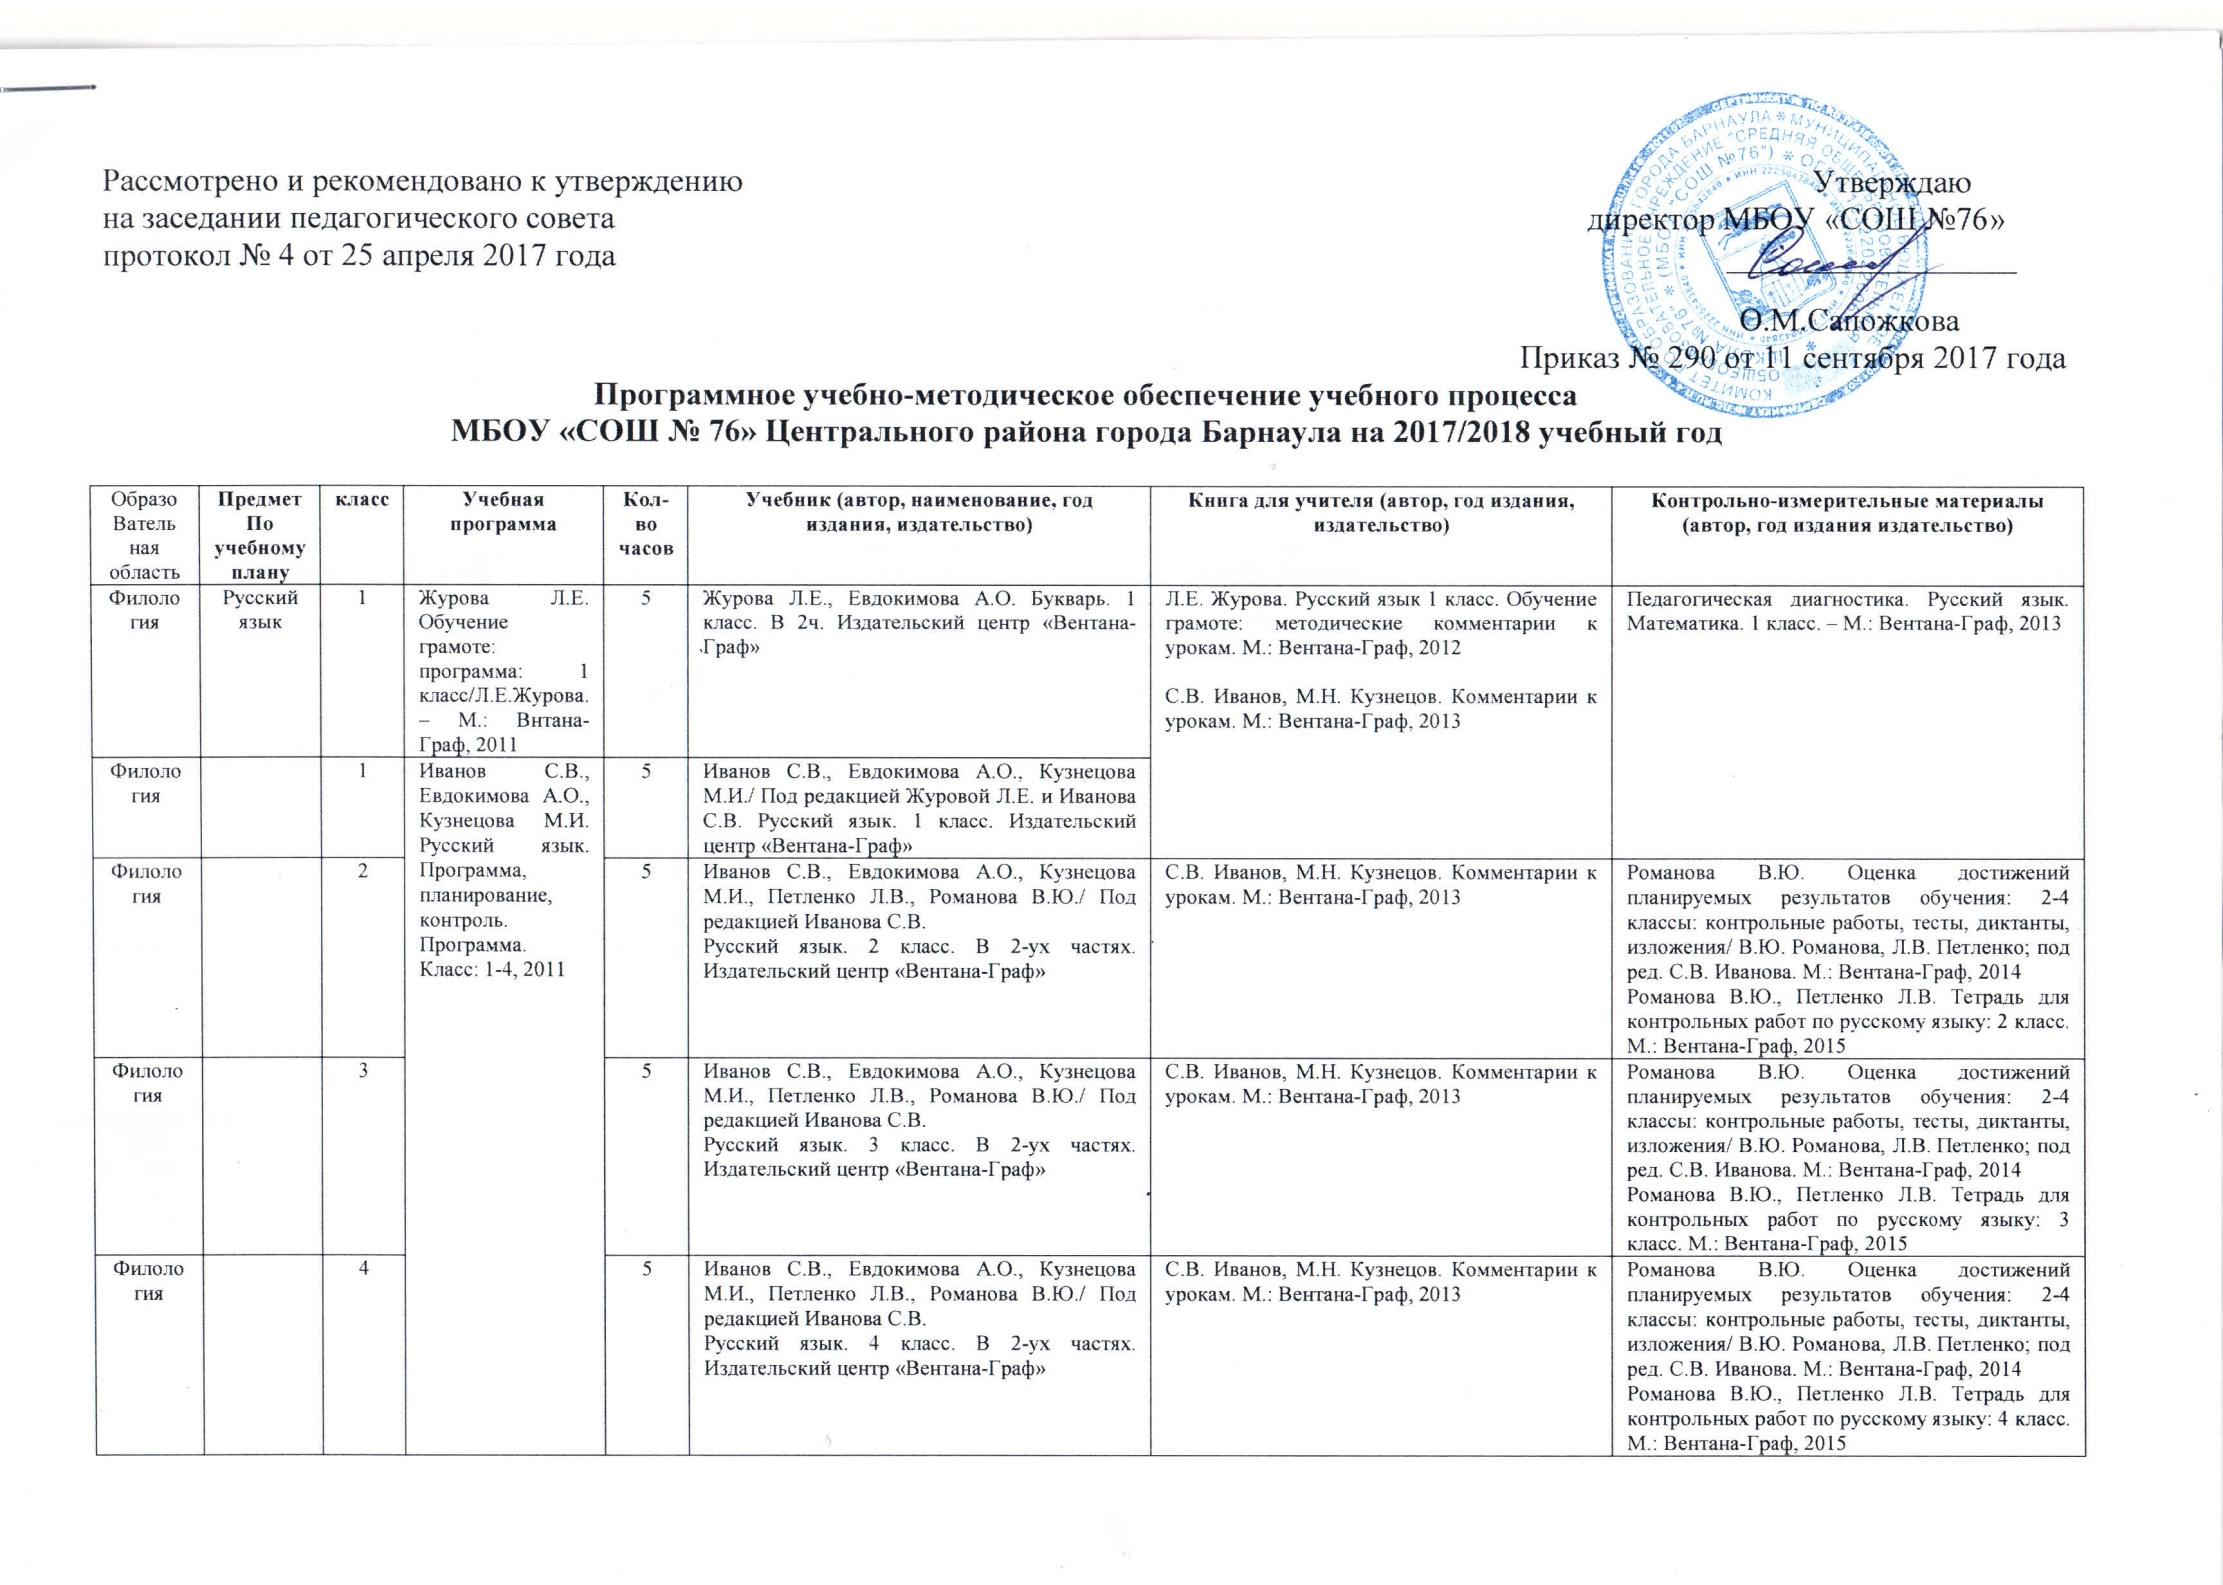 Рассмотрено и рекомендовано к утверждению
на заседании педагогического совета
протокол № 4 от 25 апреля 2017 года
Утверждаю
директор МБОУ «СОШ №76»
О.М.Сапожкова
Приказ № 290 от 11 сентября 2017 года
Программное учебно-методическое обеспечение учебного процесса
МБОУ «СОШ № 76» Центрального района города Барнаула на 2017/2018 учебный год
Образо
Ватель
ная
область
Предмет
По
учебному
плану
класс
Учебная
программа
Кол-
во
часов
Учебник (автор, наименование, год
издания, издательство)
Книга для учителя (автор, год издания,
издательство)
Контрольно-измерительные материалы
(автор, год издания издательство)
Филоло
гия
Русский
язык
1
Журова Л.Е.
Обучение
грамоте:
программа: 1
класс/Л.Е.Журова.
– М.: Внтана-
Граф, 2011
5
Журова Л.Е., Евдокимова А.О. Букварь. 1
класс. В 2ч. Издательский центр «Вентана-
Граф»
Л.Е. Журова. Русский язык 1 класс. Обучение
грамоте: методические комментарии к
урокам. М.: Вентана-Граф, 2012
С.В. Иванов, М.Н. Кузнецов. Комментарии к
урокам. М.: Вентана-Граф, 2013
Педагогическая диагностика. Русский язык.
Математика. 1 класс. – М.: Вентана-Граф, 2013
Филоло
гия
1
Иванов С.В.,
Евдокимова А.О.,
Кузнецова М.И.
Русский язык.
Программа,
планирование,
контроль.
Программа.
Класс: 1-4, 2011
5
Иванов С.В., Евдокимова А.О., Кузнецова
М.И./ Под редакцией Журовой Л.Е. и Иванова
С.В. Русский язык. 1 класс. Издательский
центр «Вентана-Граф»
Филоло
гия
2
5
Иванов С.В., Евдокимова А.О., Кузнецова
М.И., Петленко Л.В., Романова В.Ю./ Под
редакцией Иванова С.В.
Русский язык. 2 класс. В 2-ух частях.
Издательский центр «Вентана-Граф»
С.В. Иванов, М.Н. Кузнецов. Комментарии к
урокам. М.: Вентана-Граф, 2013
Романова В.Ю. Оценка достижений
планируемых результатов обучения: 2-4
классы: контрольные работы, тесты, диктанты,
изложения/ В.Ю. Романова, Л.В. Петленко; под
ред. С.В. Иванова. М.: Вентана-Граф, 2014
Романова В.Ю., Петленко Л.В. Тетрадь для
контрольных работ по русскому языку: 2 класс.
М.: Вентана-Граф, 2015
Филоло
гия
3
5
Иванов С.В., Евдокимова А.О., Кузнецова
М.И., Петленко Л.В., Романова В.Ю./ Под
редакцией Иванова С.В.
Русский язык. 3 класс. В 2-ух частях.
Издательский центр «Вентана-Граф»
С.В. Иванов, М.Н. Кузнецов. Комментарии к
урокам. М.: Вентана-Граф, 2013
Романова В.Ю. Оценка достижений
планируемых результатов обучения: 2-4
классы: контрольные работы, тесты, диктанты,
изложения/ В.Ю. Романова, Л.В. Петленко; под
ред. С.В. Иванова. М.: Вентана-Граф, 2014
Романова В.Ю., Петленко Л.В. Тетрадь для
контрольных работ по русскому языку: 3
класс. М.: Вентана-Граф, 2015
Филоло
гия
4
5
Иванов С.В., Евдокимова А.О., Кузнецова
М.И., Петленко Л.В., Романова В.Ю./ Под
редакцией Иванова С.В.
Русский язык. 4 класс. В 2-ух частях.
Издательский центр «Вентана-Граф»
С.В. Иванов, М.Н. Кузнецов. Комментарии к
урокам. М.: Вентана-Граф, 2013
Романова В.Ю. Оценка достижений
планируемых результатов обучения: 2-4
классы: контрольные работы, тесты, диктанты,
изложения/ В.Ю. Романова, Л.В. Петленко; под
ред. С.В. Иванова. М.: Вентана-Граф, 2014
Романова В.Ю., Петленко Л.В. Тетрадь для
контрольных работ по русскому языку: 4 класс.
М.: Вентана-Граф, 2015